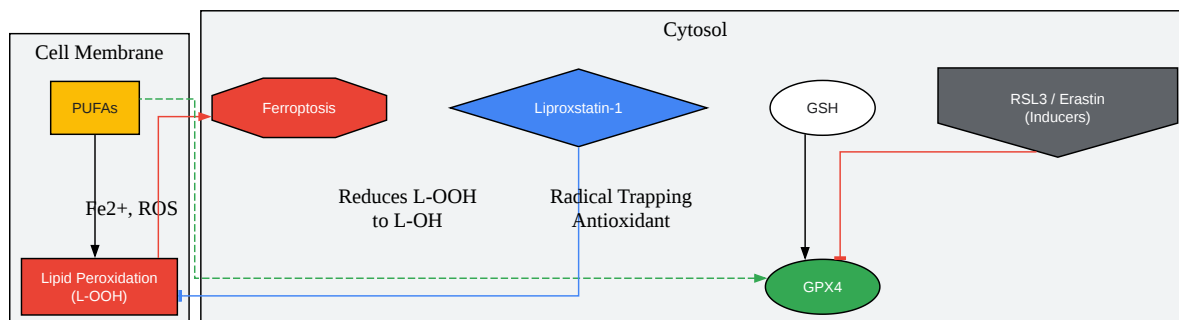 Cytosol
Cell Membrane
PUFAs
Ferroptosis
Liproxstatin-1
GSH
RSL3 / Erastin
(Inducers)
Fe2+, ROS
Reduces L-OOH
to L-OH
Radical Trapping
Antioxidant
Lipid Peroxidation
(L-OOH)
GPX4